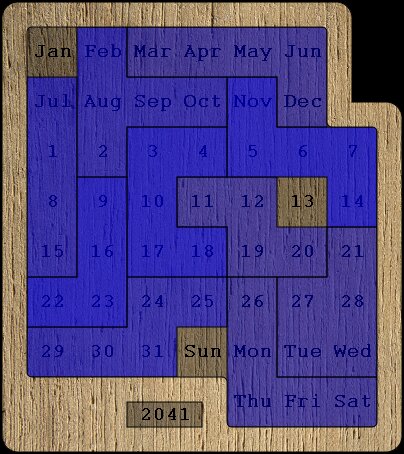 Jan Feb Mar Apr May Jun
Jul Aug Sep Oct Nov Dec
1 2 3 4 5 6 7
8 9 10 11 12 13 14
15 16 17 18 19 20 21
22 23 24 25 26 27 28
29 30 31 Sun Mon Tue Wed
Thu Fri Sat
2041